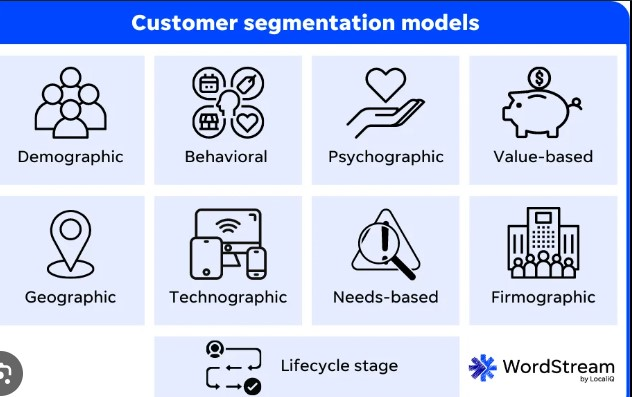 Customer segmentation models
Demographic
Behavioral
Psychographic
Value-based
$
Geographic
Technographic
Needs-based
Firmographic
Lifecycle stage
WordStream
by LocaliQ